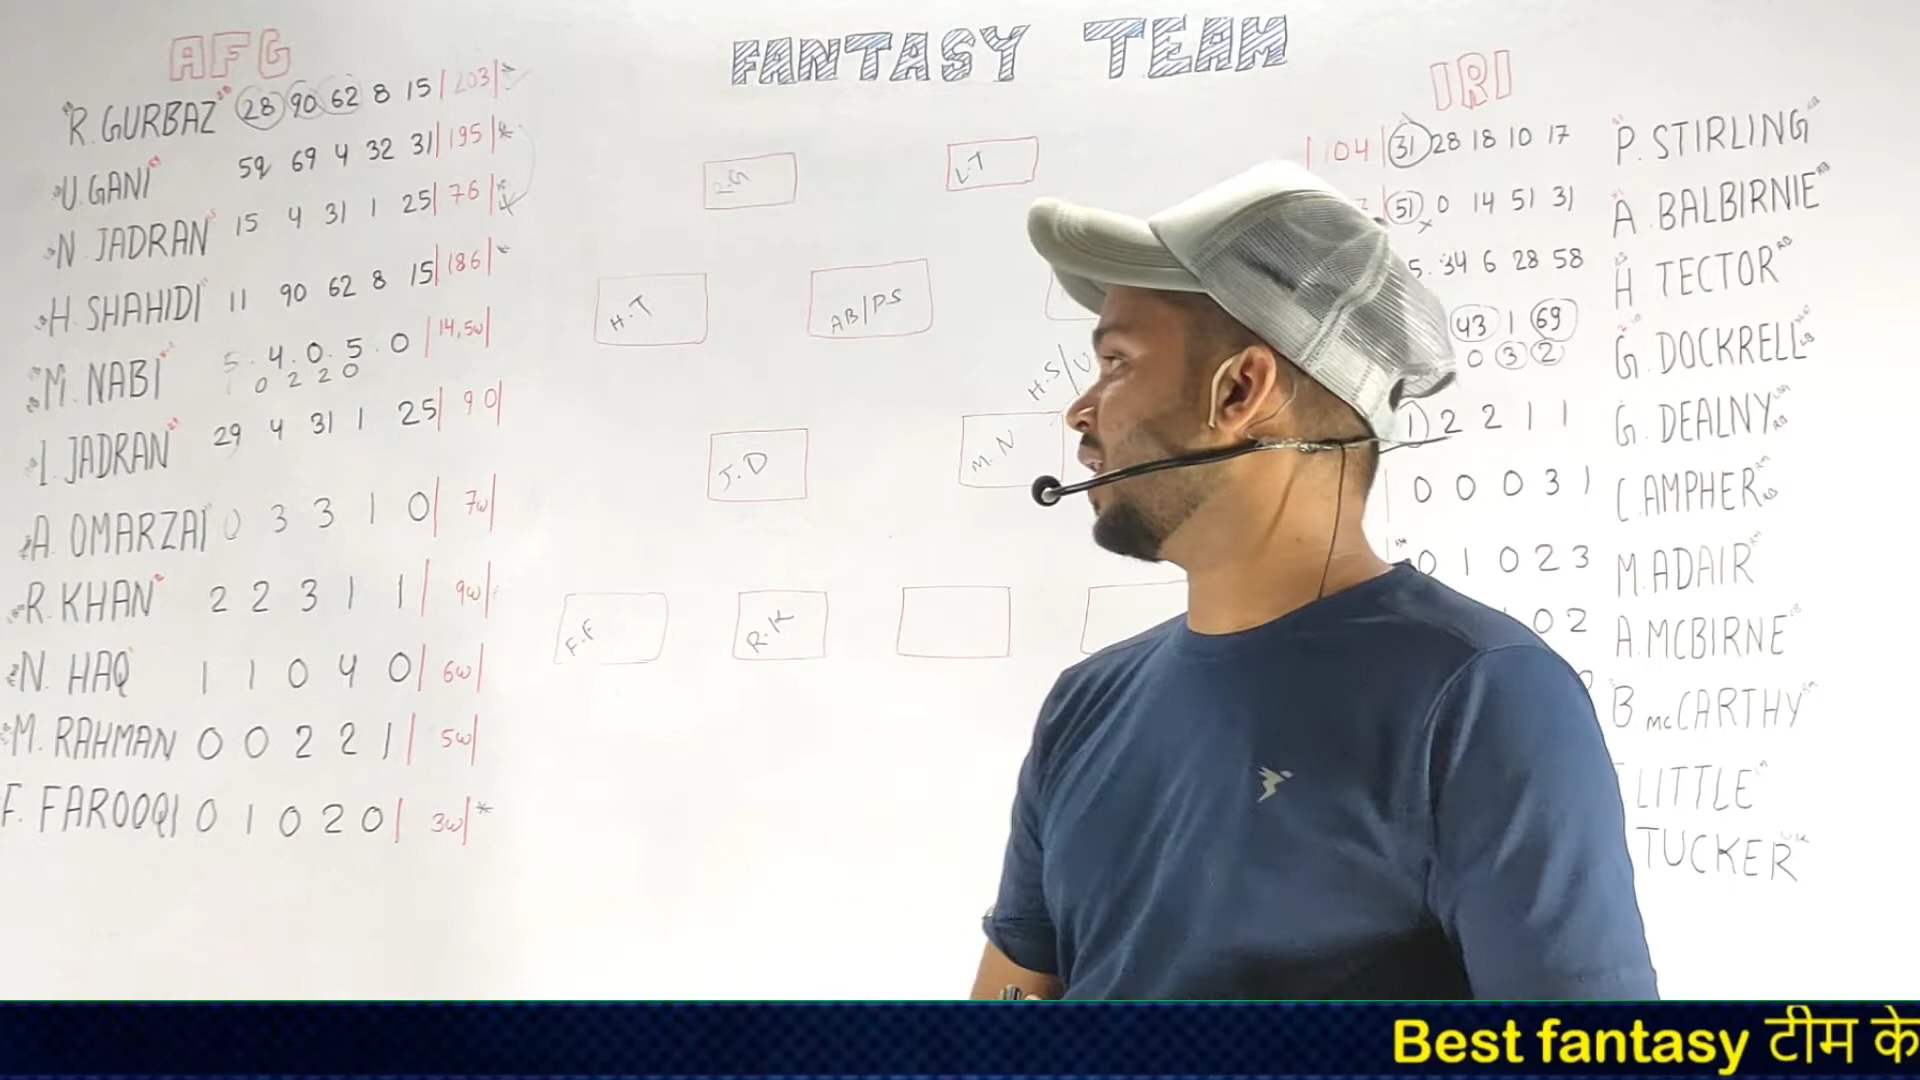 AFG
FANTASY TEAM
IRI
R. GURBAZ 28 90 62 8 15 | 203 | *
U. GANI 59 69 4 32 31 | 195 | *
N. JADRAN 15 4 31 1 25 | 76 |
H. SHAHIDI 11 90 62 8 15 | 186 | *
M. NABI 5. 4. 0. 5. 0 | 14,5w |
0 2 2 0
I. JADRAN 29 4 31 1 25 | 90 |
A. OMARZAI 0 3 3 1 0 | 7w |
R. KHAN 2 2 3 1 1 | 9w |
N. HAQ 1 1 0 4 0 | 6w |
M. RAHMAN 0 0 2 2 1 | 5w |
F. FAROOQI 0 1 0 2 0 | 3w | *
R.G
L.T
H.T
AB/P.S
H.S/U
J.D
M.N
F.F
R.K
| 104 | 31 28 18 10 17 P. STIRLING
51 0 14 51 31 A. BALBIRNIE
5. 34 6 28 58 H TECTOR
43 1 69 G. DOCKRELL
0 3 2
1 2 2 1 1 G. DEALNY
0 0 0 3 1 C. AMPHER
0 1 0 2 3 M. ADAIR
0 2 A. MCBIRNE
B mcCARTHY
LITTLE
TUCKER
Best fantasy टीम के